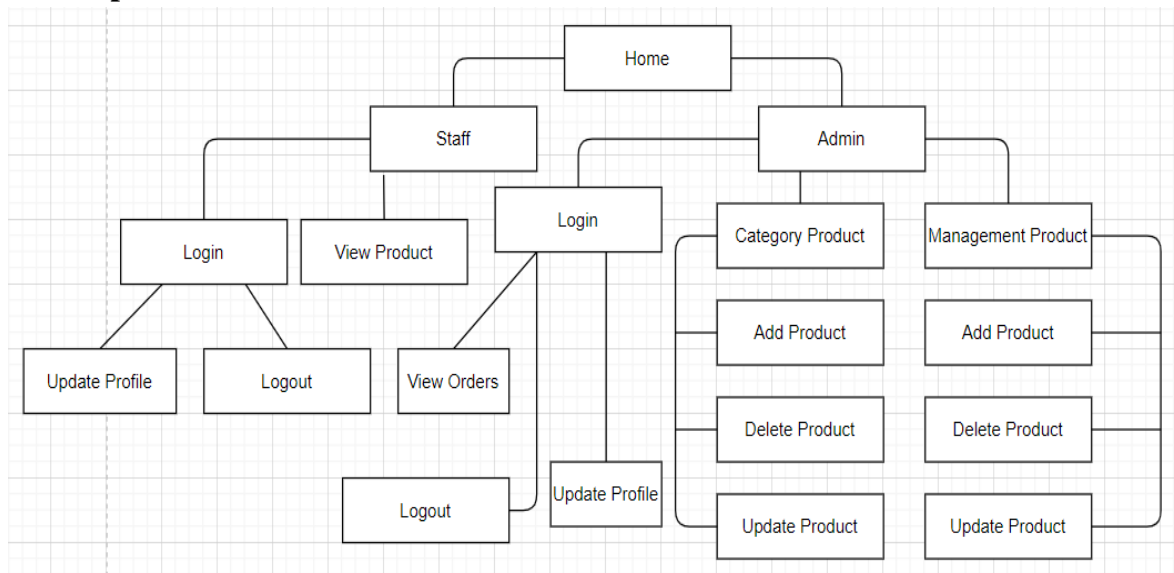 Home
Staff
Admin
Login
View Product
Login
Category Product
Management Product
Update Profile
Logout
View Orders
Add Product
Add Product
Delete Product
Delete Product
Logout
Update Profile
Update Product
Update Product